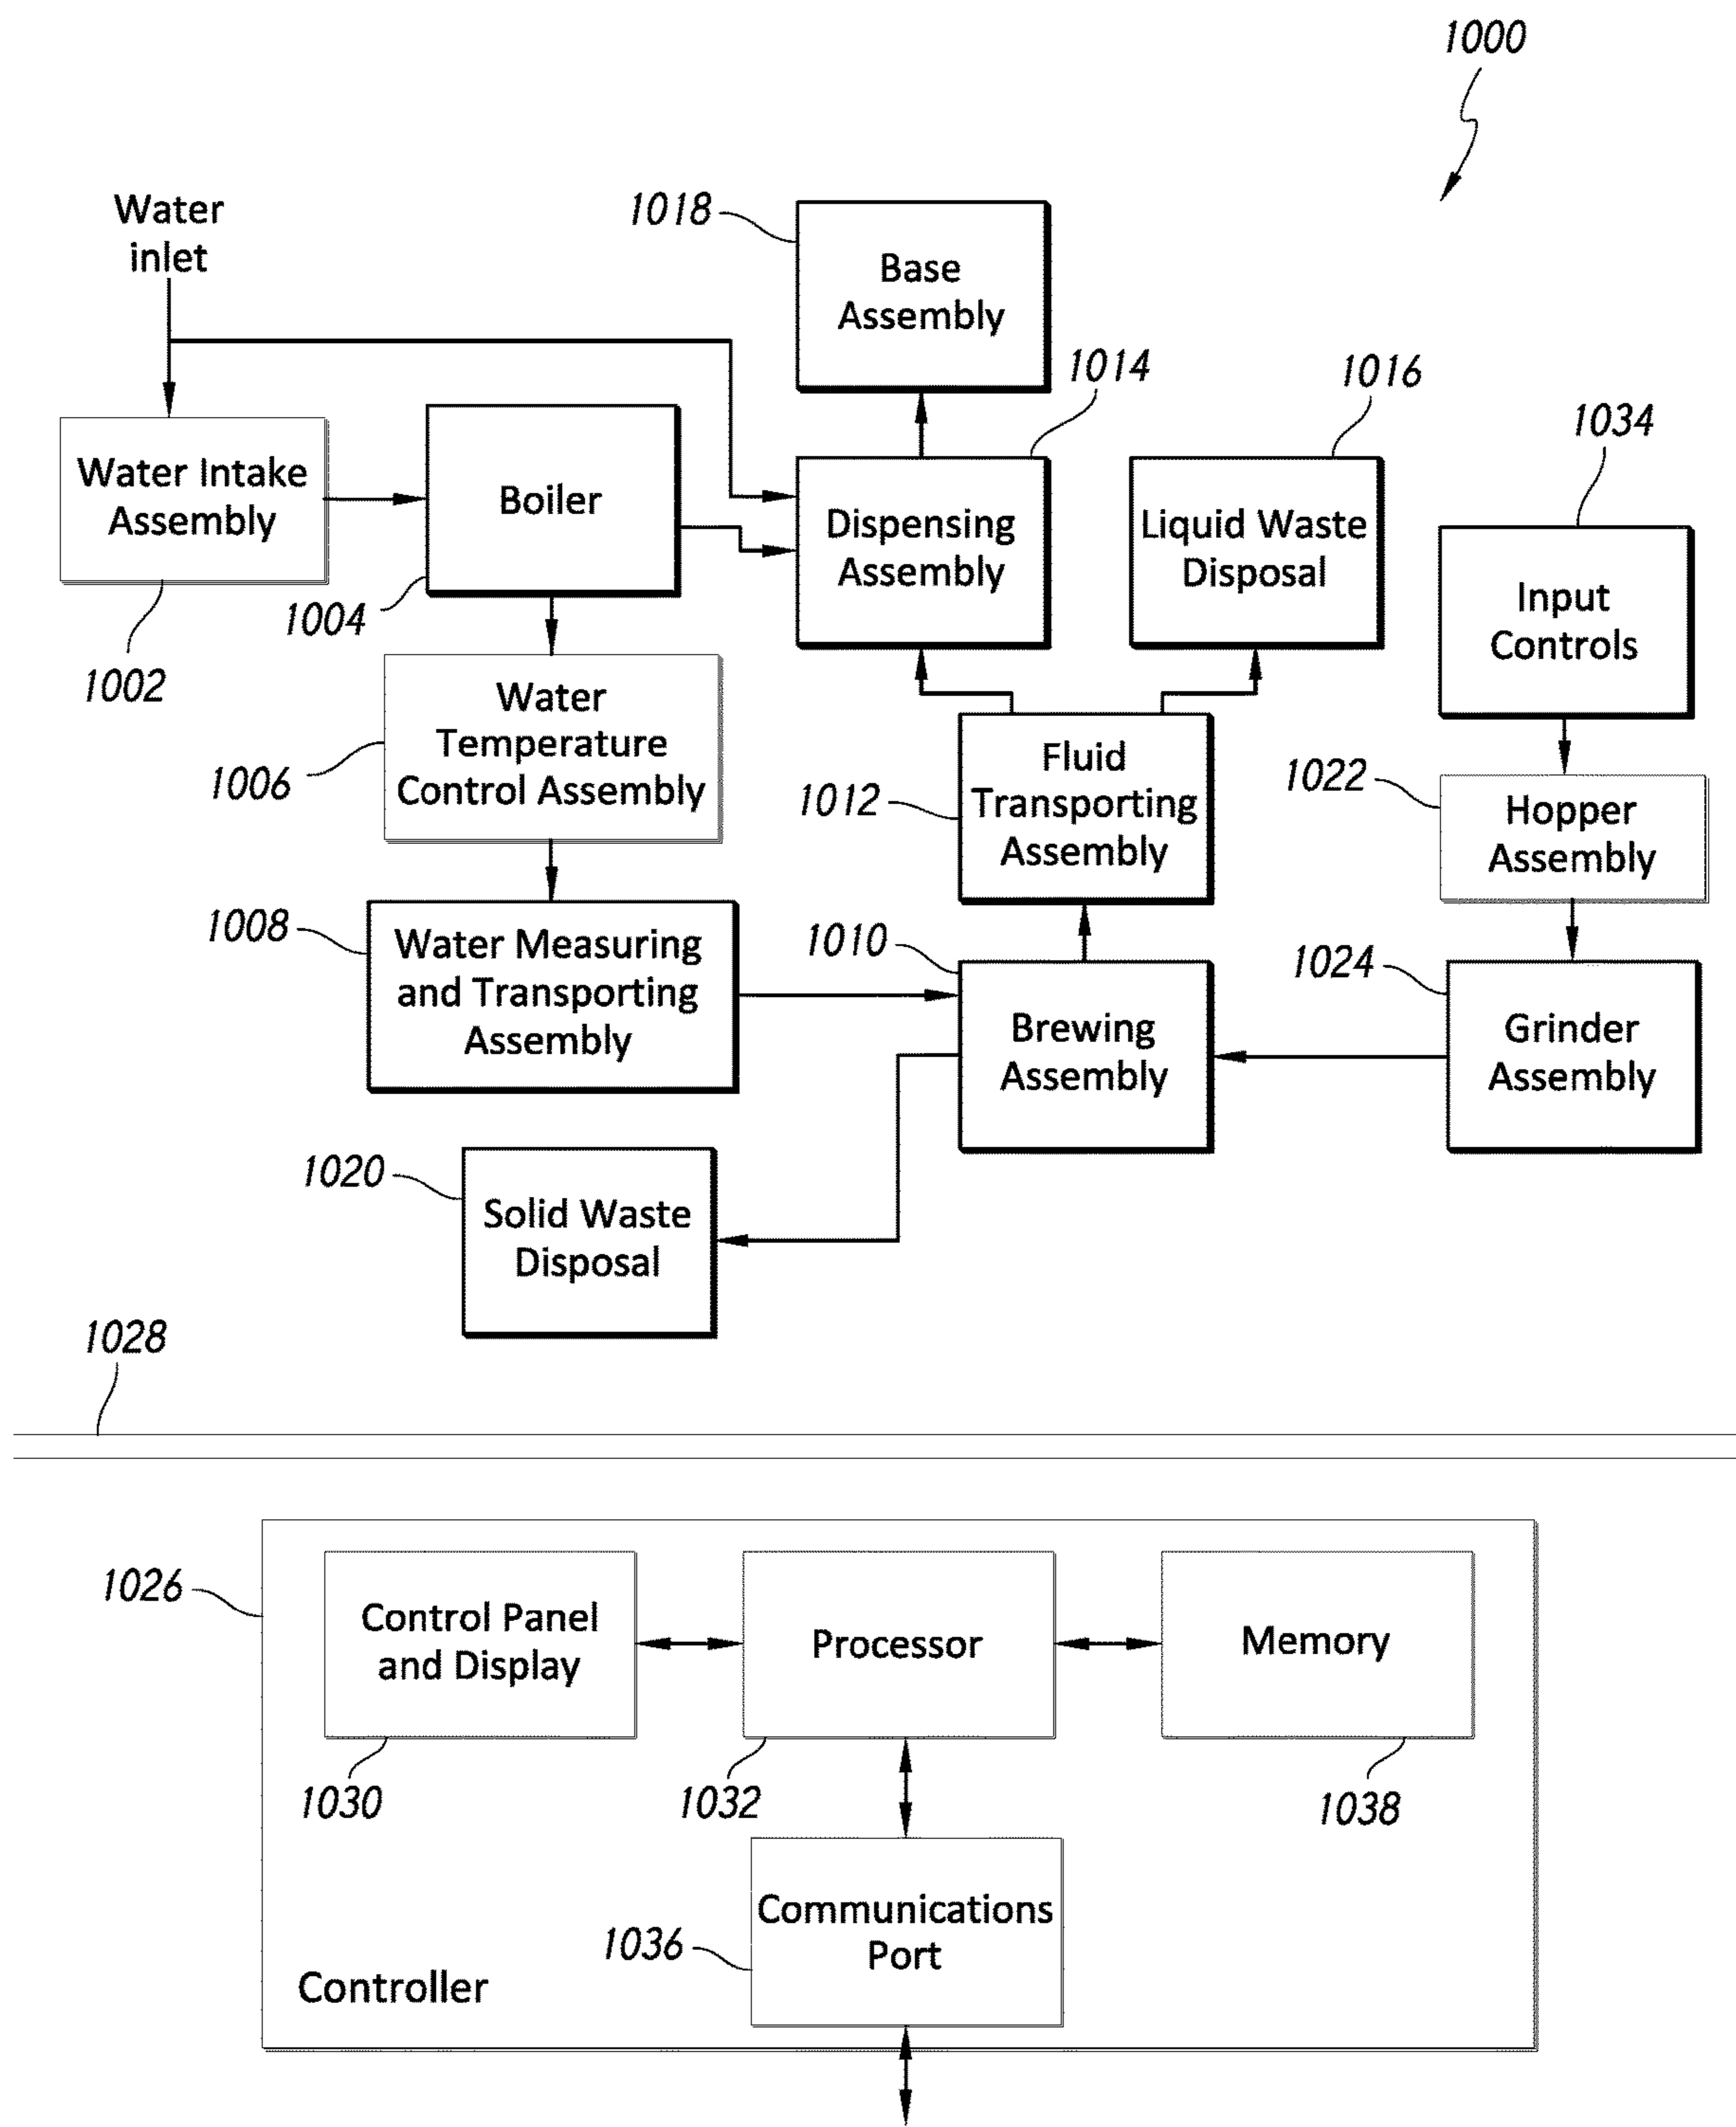 1000
Water
inlet
1018
Base
Assembly
1014
1016
1034
Water Intake
Assembly
1002
Boiler
1004
Dispensing
Assembly
Liquid Waste
Disposal
Input
Controls
Water
Temperature
Control Assembly
1006
Fluid
Transporting
Assembly
1012
1022
Hopper
Assembly
1008
Water Measuring
and Transporting
Assembly
1010
Brewing
Assembly
1024
Grinder
Assembly
1020
Solid Waste
Disposal
1028
1026
Control Panel
and Display
Processor
Memory
1030
1032
1038
Communications
Port
1036
Controller